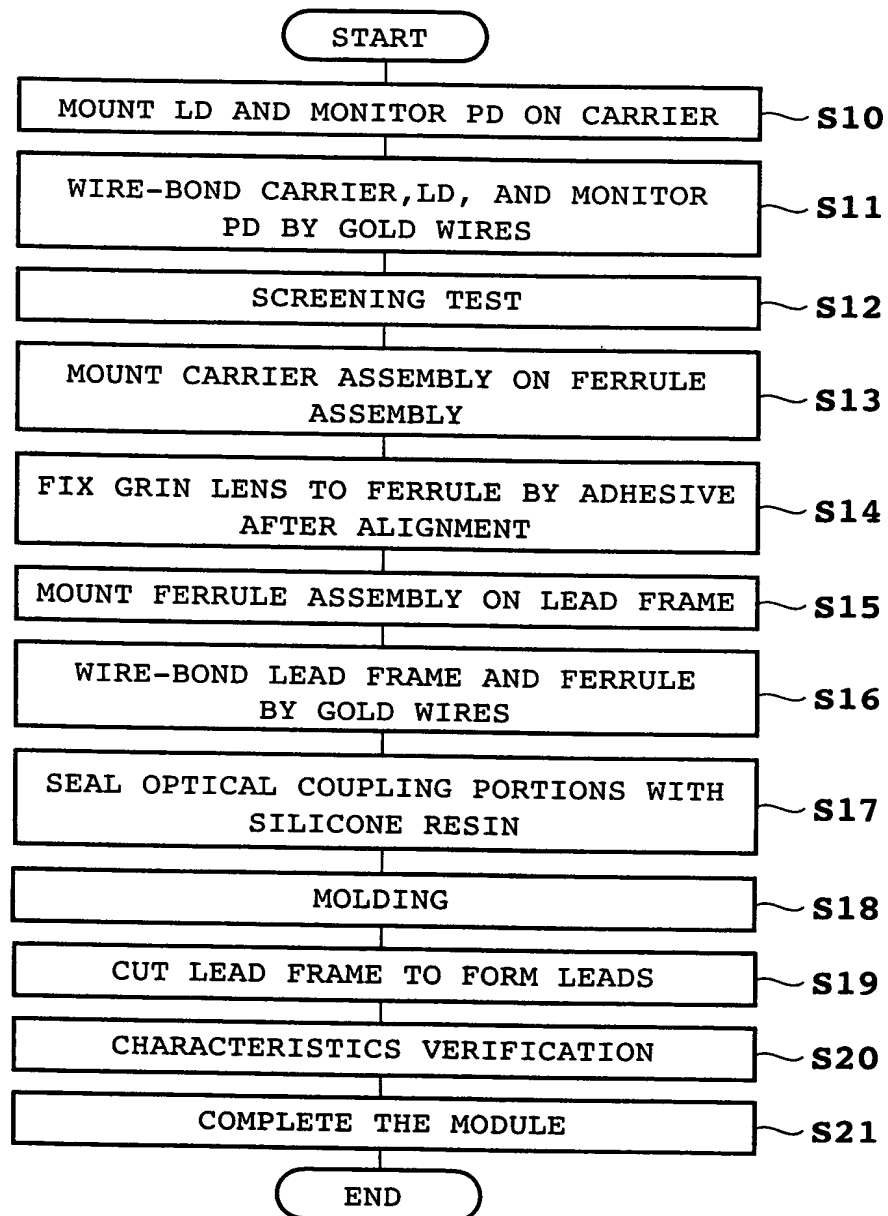 START
MOUNT LD AND MONITOR PD ON CARRIER
S10
WIRE-BOND CARRIER,LD, AND MONITOR
PD BY GOLD WIRES
S11
SCREENING TEST
S12
MOUNT CARRIER ASSEMBLY ON FERRULE
ASSEMBLY
S13
FIX GRIN LENS TO FERRULE BY ADHESIVE
AFTER ALIGNMENT
S14
MOUNT FERRULE ASSEMBLY ON LEAD FRAME
S15
WIRE-BOND LEAD FRAME AND FERRULE
BY GOLD WIRES
S16
SEAL OPTICAL COUPLING PORTIONS WITH
SILICONE RESIN
S17
MOLDING
S18
CUT LEAD FRAME TO FORM LEADS
S19
CHARACTERISTICS VERIFICATION
S20
COMPLETE THE MODULE
S21
END